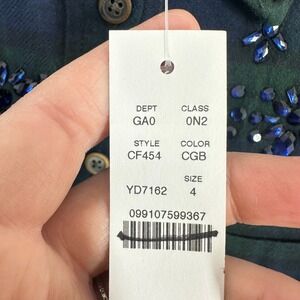 DEPT CLASS
GA0 0N2
STYLE COLOR
CF454 CGB
SIZE
YD7162 4
099107599367